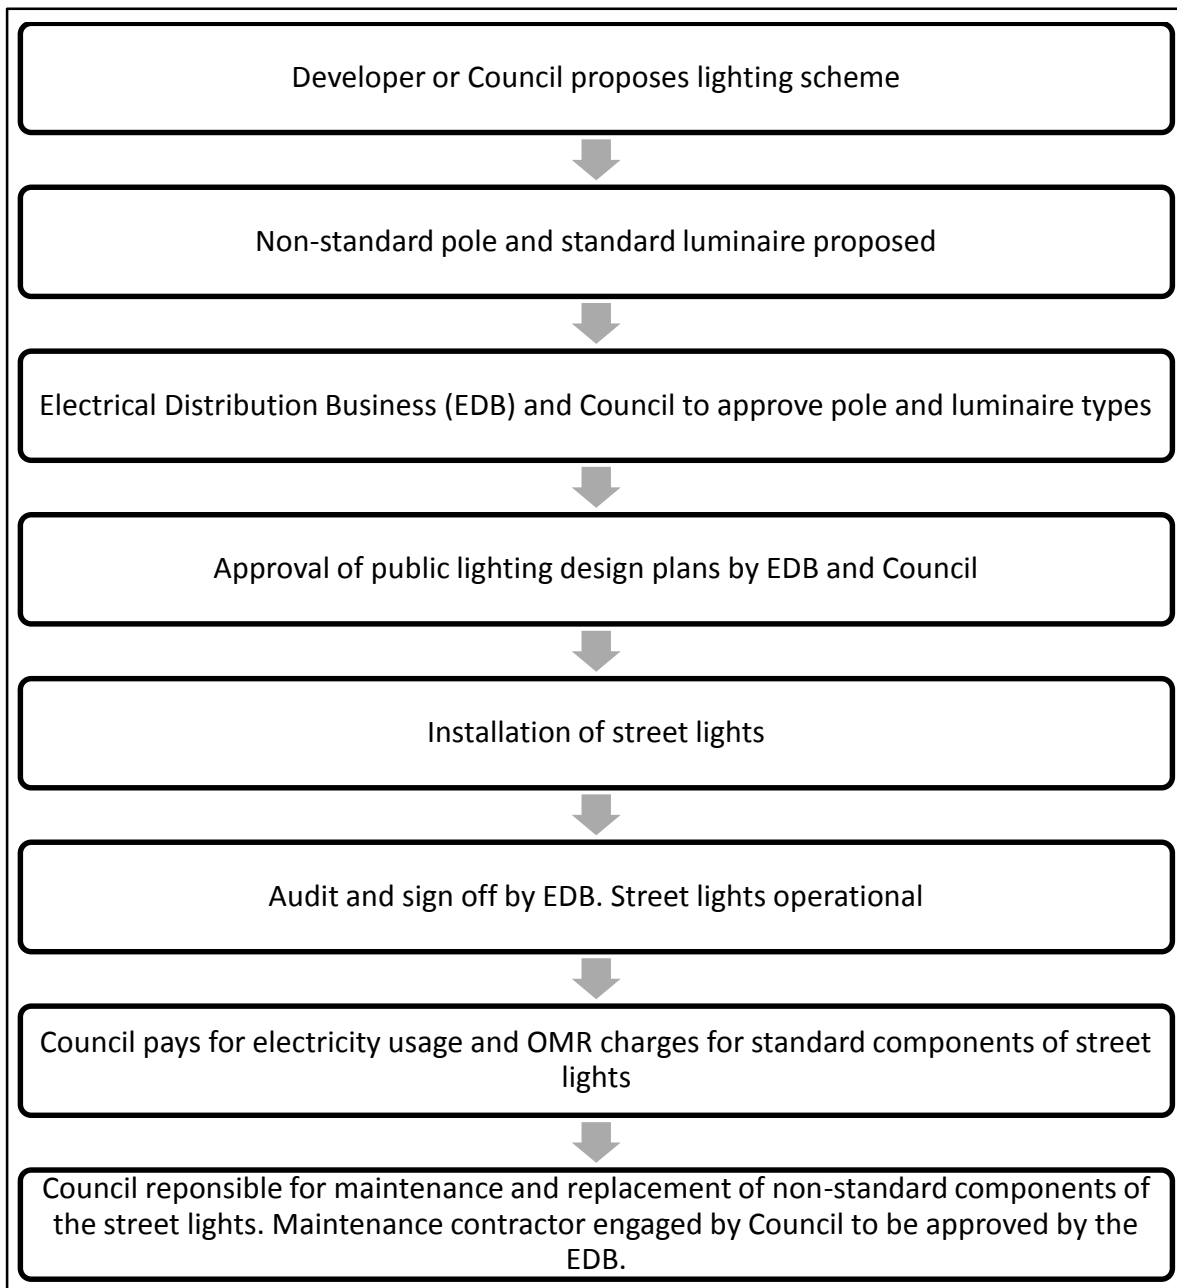 Developer or Council proposes lighting scheme
Non-standard pole and standard luminaire proposed
Electrical Distribution Business (EDB) and Council to approve pole and luminaire types
Approval of public lighting design plans by EDB and Council
Installation of street lights
Audit and sign off by EDB. Street lights operational
Council pays for electricity usage and OMR charges for standard components of street
lights
Council reponsible for maintenance and replacement of non-standard components of
the street lights. Maintenance contractor engaged by Council to be approved by the
EDB.